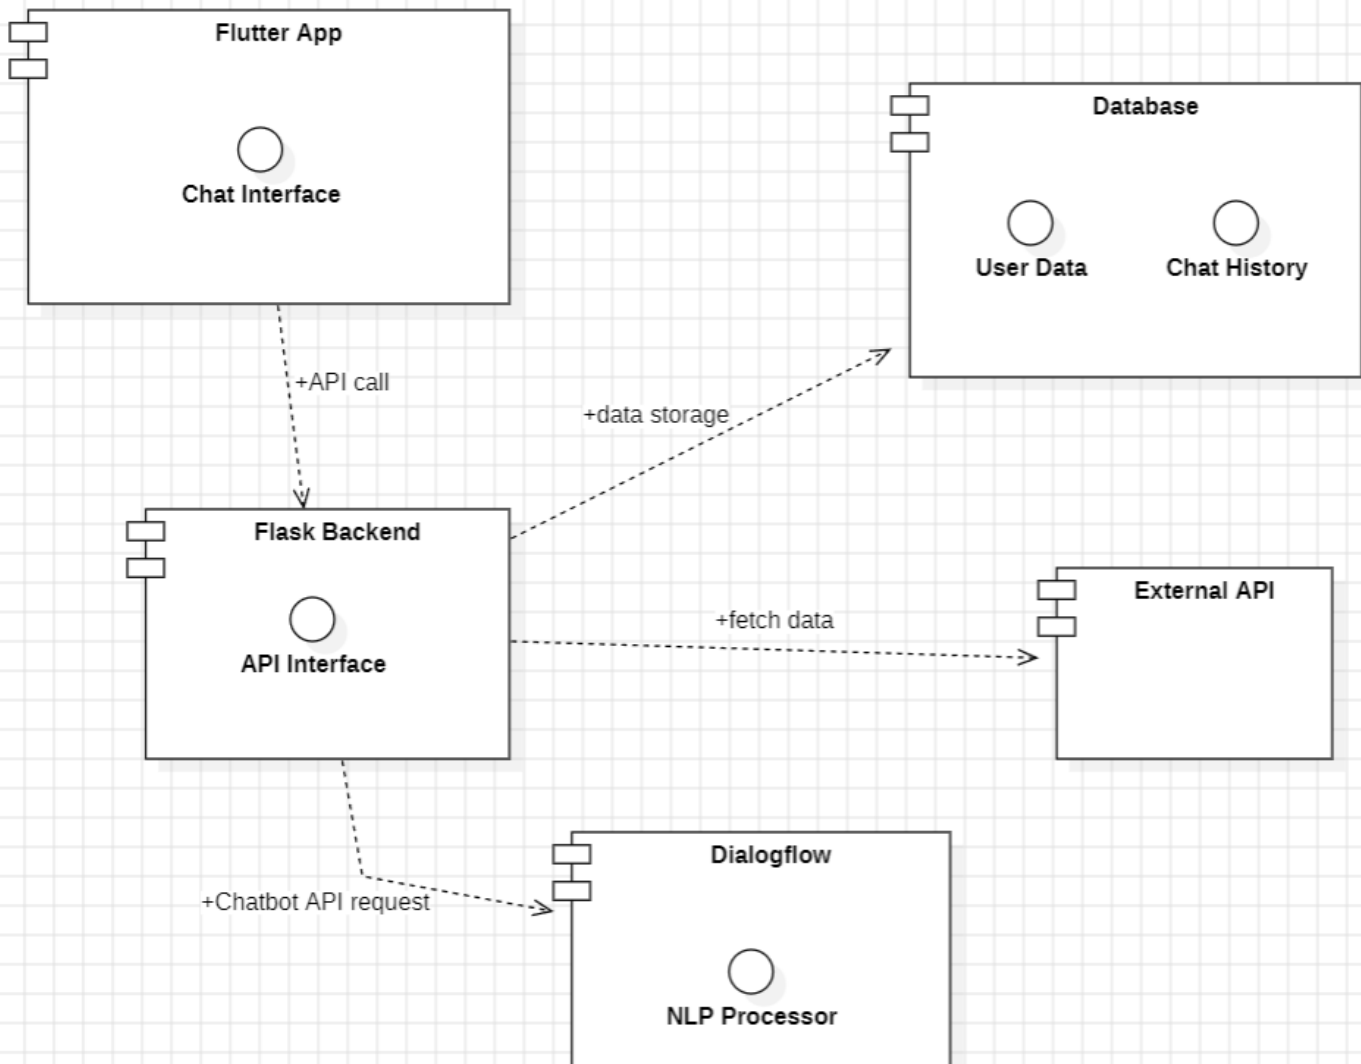 Flutter App
Chat Interface
Database
User Data
Chat History
+API call
+data storage
Flask Backend
API Interface
+fetch data
External API
+Chatbot API request
Dialogflow
NLP Processor